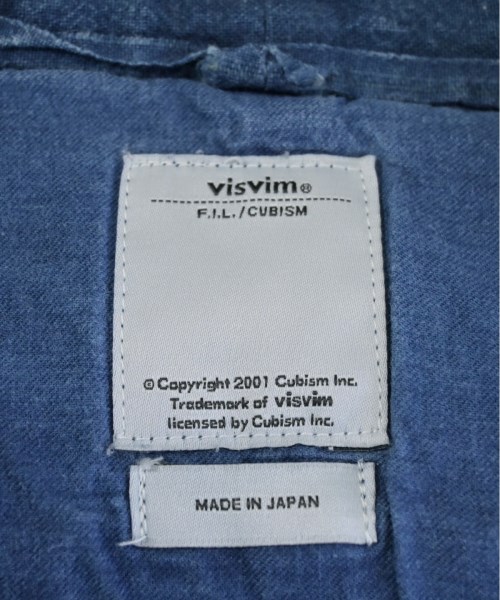 visvim®
F.I.L./CUBISM
© Copyright 2001 Cubism Inc.
Trademark of visvim
licensed by Cubism Inc.
MADE IN JAPAN